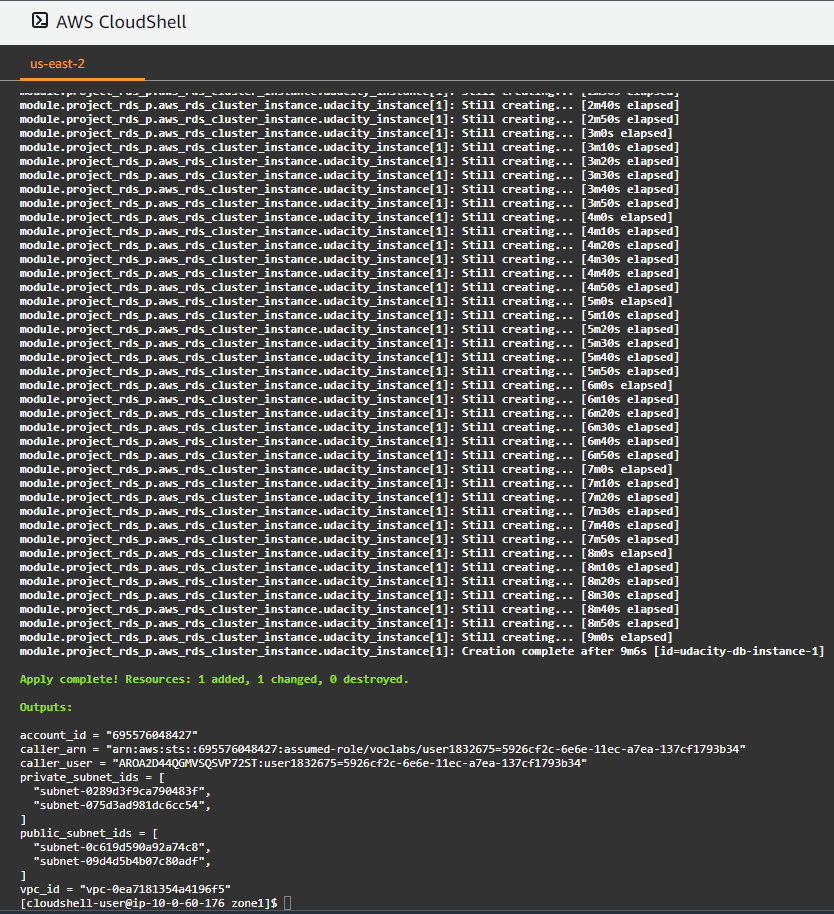 AWS CloudShell
us-east-2
module.project_rds_p.aws_rds_cluster_instance.udacity_instance[1]: Still creating... [2m30s elapsed]
module.project_rds_p.aws_rds_cluster_instance.udacity_instance[1]: Still creating... [2m40s elapsed]
module.project_rds_p.aws_rds_cluster_instance.udacity_instance[1]: Still creating... [2m50s elapsed]
module.project_rds_p.aws_rds_cluster_instance.udacity_instance[1]: Still creating... [3m0s elapsed]
module.project_rds_p.aws_rds_cluster_instance.udacity_instance[1]: Still creating... [3m10s elapsed]
module.project_rds_p.aws_rds_cluster_instance.udacity_instance[1]: Still creating... [3m20s elapsed]
module.project_rds_p.aws_rds_cluster_instance.udacity_instance[1]: Still creating... [3m30s elapsed]
module.project_rds_p.aws_rds_cluster_instance.udacity_instance[1]: Still creating... [3m40s elapsed]
module.project_rds_p.aws_rds_cluster_instance.udacity_instance[1]: Still creating... [3m50s elapsed]
module.project_rds_p.aws_rds_cluster_instance.udacity_instance[1]: Still creating... [4m0s elapsed]
module.project_rds_p.aws_rds_cluster_instance.udacity_instance[1]: Still creating... [4m10s elapsed]
module.project_rds_p.aws_rds_cluster_instance.udacity_instance[1]: Still creating... [4m20s elapsed]
module.project_rds_p.aws_rds_cluster_instance.udacity_instance[1]: Still creating... [4m30s elapsed]
module.project_rds_p.aws_rds_cluster_instance.udacity_instance[1]: Still creating... [4m40s elapsed]
module.project_rds_p.aws_rds_cluster_instance.udacity_instance[1]: Still creating... [4m50s elapsed]
module.project_rds_p.aws_rds_cluster_instance.udacity_instance[1]: Still creating... [5m0s elapsed]
module.project_rds_p.aws_rds_cluster_instance.udacity_instance[1]: Still creating... [5m10s elapsed]
module.project_rds_p.aws_rds_cluster_instance.udacity_instance[1]: Still creating... [5m20s elapsed]
module.project_rds_p.aws_rds_cluster_instance.udacity_instance[1]: Still creating... [5m30s elapsed]
module.project_rds_p.aws_rds_cluster_instance.udacity_instance[1]: Still creating... [5m40s elapsed]
module.project_rds_p.aws_rds_cluster_instance.udacity_instance[1]: Still creating... [5m50s elapsed]
module.project_rds_p.aws_rds_cluster_instance.udacity_instance[1]: Still creating... [6m0s elapsed]
module.project_rds_p.aws_rds_cluster_instance.udacity_instance[1]: Still creating... [6m10s elapsed]
module.project_rds_p.aws_rds_cluster_instance.udacity_instance[1]: Still creating... [6m20s elapsed]
module.project_rds_p.aws_rds_cluster_instance.udacity_instance[1]: Still creating... [6m30s elapsed]
module.project_rds_p.aws_rds_cluster_instance.udacity_instance[1]: Still creating... [6m40s elapsed]
module.project_rds_p.aws_rds_cluster_instance.udacity_instance[1]: Still creating... [6m50s elapsed]
module.project_rds_p.aws_rds_cluster_instance.udacity_instance[1]: Still creating... [7m0s elapsed]
module.project_rds_p.aws_rds_cluster_instance.udacity_instance[1]: Still creating... [7m10s elapsed]
module.project_rds_p.aws_rds_cluster_instance.udacity_instance[1]: Still creating... [7m20s elapsed]
module.project_rds_p.aws_rds_cluster_instance.udacity_instance[1]: Still creating... [7m30s elapsed]
module.project_rds_p.aws_rds_cluster_instance.udacity_instance[1]: Still creating... [7m40s elapsed]
module.project_rds_p.aws_rds_cluster_instance.udacity_instance[1]: Still creating... [7m50s elapsed]
module.project_rds_p.aws_rds_cluster_instance.udacity_instance[1]: Still creating... [8m0s elapsed]
module.project_rds_p.aws_rds_cluster_instance.udacity_instance[1]: Still creating... [8m10s elapsed]
module.project_rds_p.aws_rds_cluster_instance.udacity_instance[1]: Still creating... [8m20s elapsed]
module.project_rds_p.aws_rds_cluster_instance.udacity_instance[1]: Still creating... [8m30s elapsed]
module.project_rds_p.aws_rds_cluster_instance.udacity_instance[1]: Still creating... [8m40s elapsed]
module.project_rds_p.aws_rds_cluster_instance.udacity_instance[1]: Still creating... [8m50s elapsed]
module.project_rds_p.aws_rds_cluster_instance.udacity_instance[1]: Still creating... [9m0s elapsed]
module.project_rds_p.aws_rds_cluster_instance.udacity_instance[1]: Creation complete after 9m6s [id=udacity-db-instance-1]
Apply complete! Resources: 1 added, 1 changed, 0 destroyed.
Outputs:
account_id = "695576048427"
caller_arn = "arn:aws:sts::695576048427:assumed-role/voclabs/user1832675=5926cf2c-6e6e-11ec-a7ea-137cf1793b34"
caller_user = "AROA2D44QGMVSQSVP72ST:user1832675=5926cf2c-6e6e-11ec-a7ea-137cf1793b34"
private_subnet_ids = [
"subnet-0289d3f9ca790483f",
"subnet-075d3ad981dc6cc54",
]
public_subnet_ids = [
"subnet-0c619d590a92a74c8",
"subnet-09d4d5b4b07c80adf",
]
vpc_id = "vpc-0ea7181354a4196f5"
[cloudshell-user@ip-10-0-60-176 zone1]$